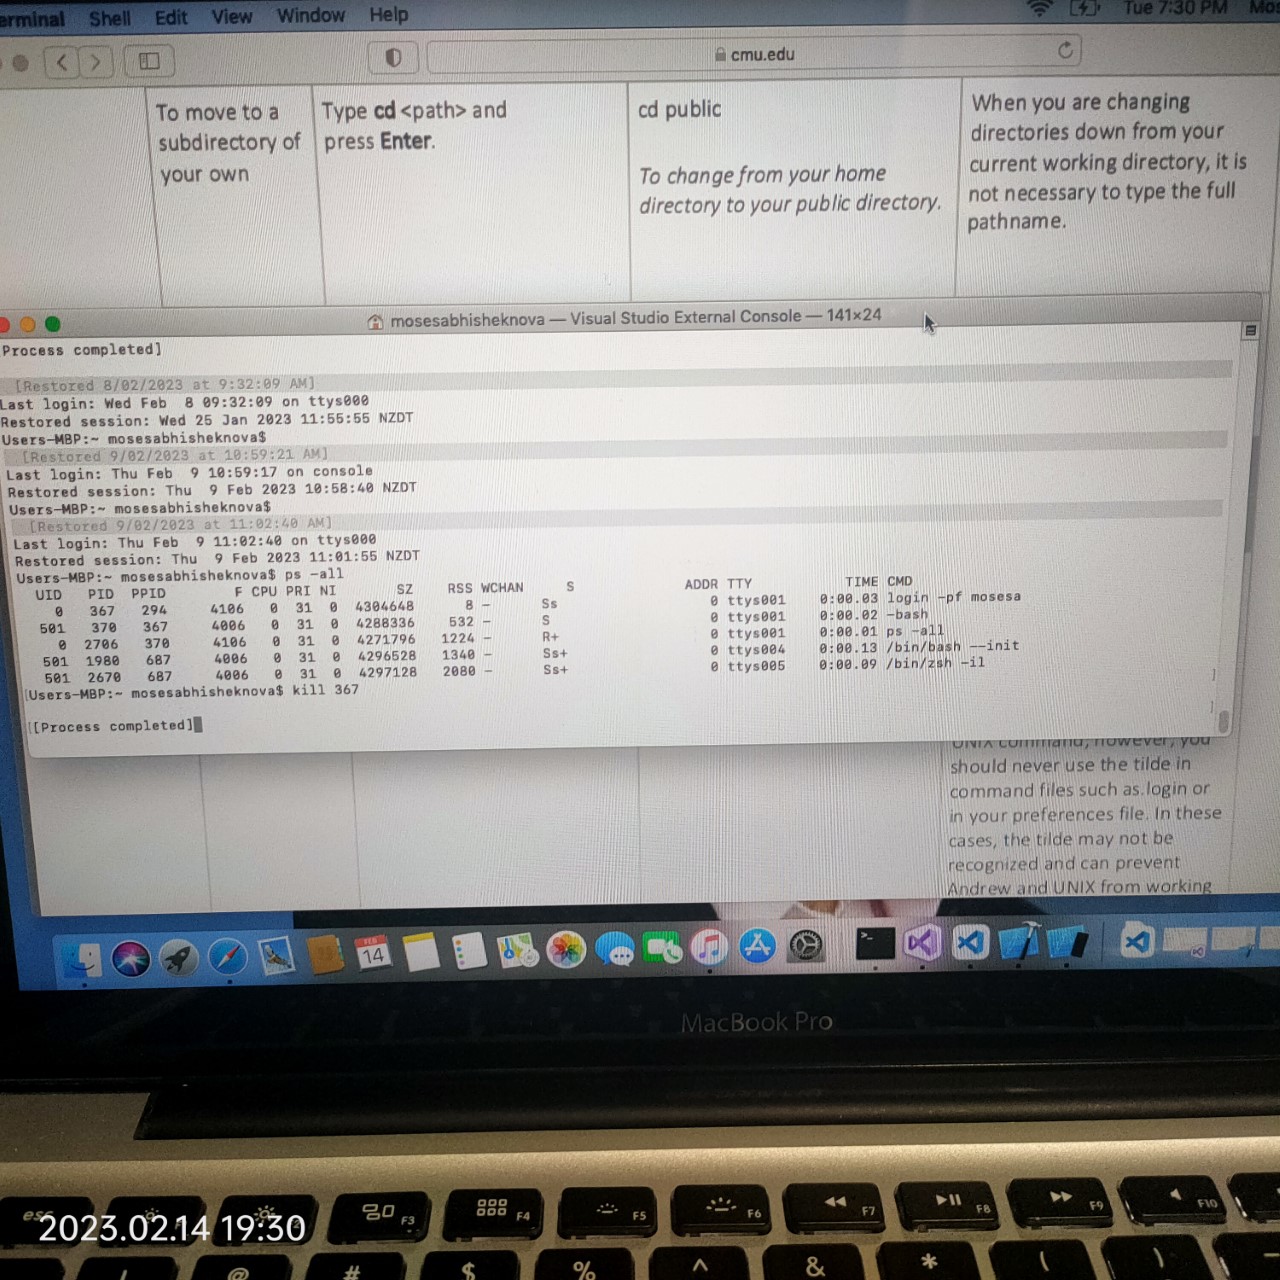 Terminal Shell Edit View Window Help Tue 7:30 PM
cmu.edu
To move to a
subdirectory of
your own
Type cd <path> and
press Enter.
cd public
To change from your home
directory to your public directory.
When you are changing
directories down from your
current working directory, it is
not necessary to type the full
pathname.
mosesabhisheknova — Visual Studio External Console — 141×24
Process completed]
[Restored 8/02/2023 at 9:32:09 AM]
Last login: Wed Feb 8 09:32:09 on ttys000
Restored session: Wed 25 Jan 2023 11:55:55 NZDT
Users-MBP:~ mosesabhisheknova$
[Restored 9/02/2023 at 10:59:21 AM]
Last login: Thu Feb 9 10:59:17 on console
Restored session: Thu 9 Feb 2023 10:58:40 NZDT
Users-MBP:~ mosesabhisheknova$
[Restored 9/02/2023 at 11:02:40 AM]
Last login: Thu Feb 9 11:02:40 on ttys000
Restored session: Thu 9 Feb 2023 11:01:55 NZDT
Users-MBP:~ mosesabhisheknova$ ps -all
UID PID PPID F CPU PRI NI SZ RSS WCHAN S ADDR TTY TIME CMD
0 367 294 4106 0 31 0 4304648 8 - Ss 0 ttys001 0:00.03 login -pf mosesa
501 370 367 4006 0 31 0 4288336 532 - S 0 ttys001 0:00.02 -bash
0 2706 370 4106 0 31 0 4271796 1224 - R+ 0 ttys001 0:00.01 ps -all
501 1980 687 4006 0 31 0 4296528 1340 - Ss+ 0 ttys004 0:00.13 /bin/bash --init
501 2670 687 4006 0 31 0 4297128 2080 - Ss+ 0 ttys005 0:00.09 /bin/zsh -il
[Users-MBP:~ mosesabhisheknova$ kill 367 ]
[[Process completed] ]
UNIX command; however, you
should never use the tilde in
command files such as.login or
in your preferences file. In these
cases, the tilde may not be
recognized and can prevent
Andrew and UNIX from working
FEB
14
MacBook Pro
esc F3 F4 F5 F6 F7 F8 F9 F10
2023.02.14 19:30
! @ # $ % ^ & * ( )